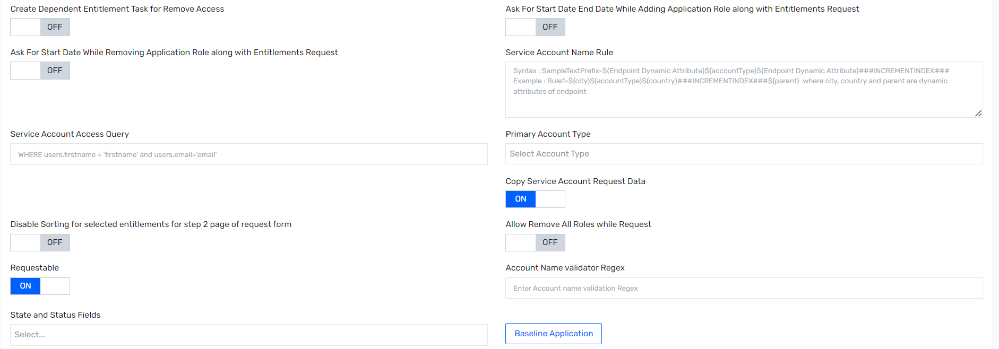 Create Dependent Entitlement Task for Remove Access
OFF
Ask For Start Date End Date While Adding Application Role along with Entitlements Request
OFF
Ask For Start Date While Removing Application Role along with Entitlements Request
OFF
Service Account Name Rule
Syntax : SampleTextPrefix-${Endpoint Dynamic Attribute}${accountType}${Endpoint Dynamic Attribute}###INCREMENTINDEX###
Example : Rule1-${city}${accountType}${country}###INCREMENTINDEX###${parent}  where city, country and parent are dynamic
attributes of endpoint
Service Account Access Query
WHERE users.firstname = 'firstname' and users.email='email'
Primary Account Type
Select Account Type
Copy Service Account Request Data
ON
Disable Sorting for selected entitlements for step 2 page of request form
OFF
Allow Remove All Roles while Request
OFF
Requestable
ON
Account Name validator Regex
Enter Account name validation Regex
State and Status Fields
Select...
Baseline Application